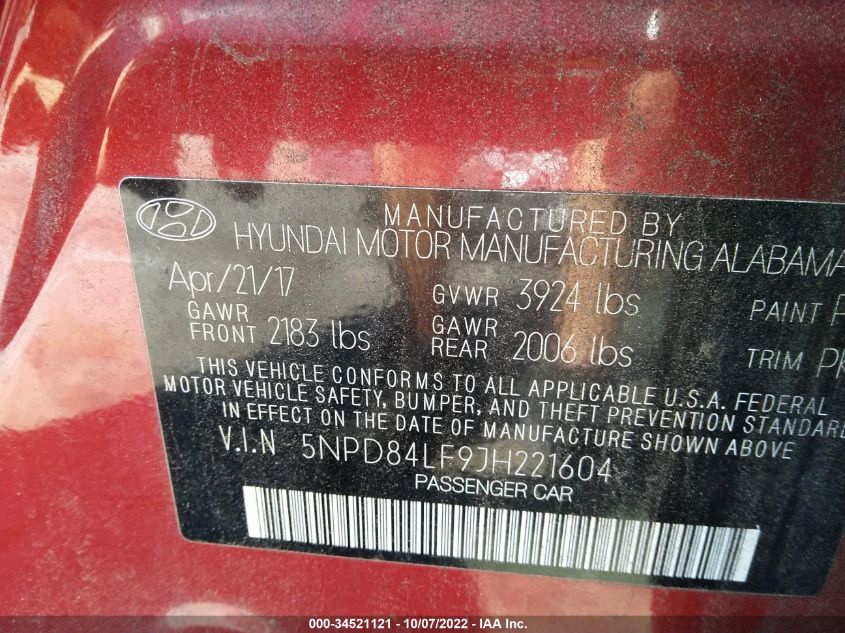 MANUFACTURED BY
HYUNDAI MOTOR MANUFACTURING ALABAMA
Apr/21/17 GVWR 3924 lbs PAINT
GAWR FRONT 2183 lbs GAWR REAR 2006 lbs TRIM PK
THIS VEHICLE CONFORMS TO ALL APPLICABLE U.S.A. FEDERAL
MOTOR VEHICLE SAFETY, BUMPER, AND THEFT PREVENTION STANDARD
IN EFFECT ON THE DATE OF MANUFACTURE SHOWN ABOVE
V.I.N 5NPD84LF9JH221604
PASSENGER CAR
000-34521121 - 10/07/2022 - IAA Inc.